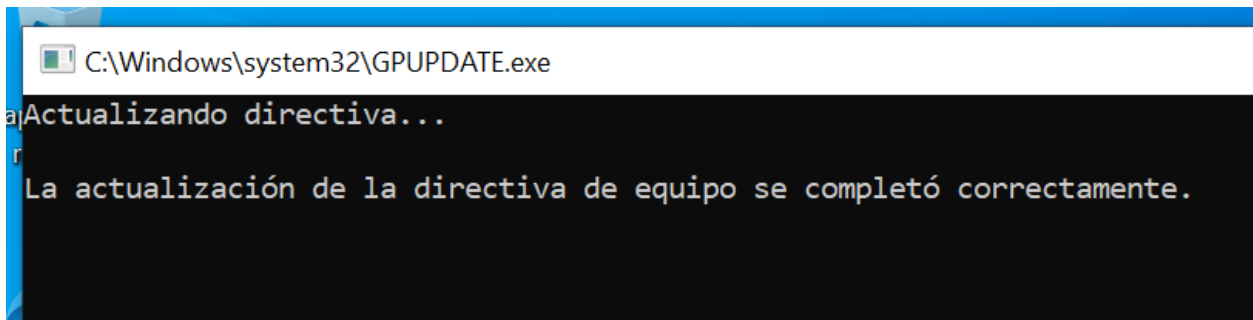 C:\Windows\system32\GPUPDATE.exe
Actualizando directiva...
La actualización de la directiva de equipo se completó correctamente.